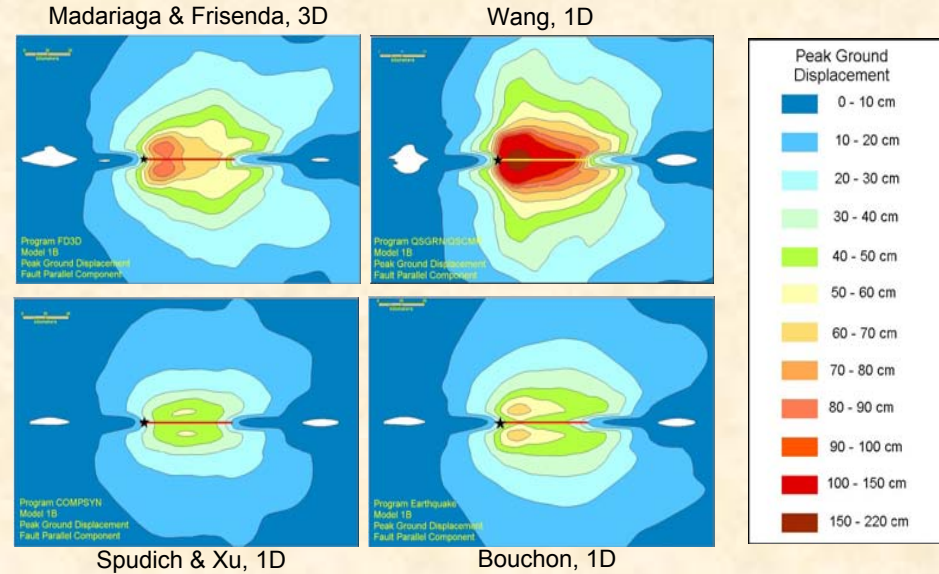 Madariaga & Frisenda, 3D
Wang, 1D
Program FD3D
Model 1B
Peak Ground Displacement
Fault Parallel Component
Program QSGRN/QSCMP
Model 1B
Peak Ground Displacement
Fault Parallel Component
Program COMPSYN
Model 1B
Peak Ground Displacement
Fault Parallel Component
Program Earthquake
Model 1B
Peak Ground Displacement
Fault Parallel Component
Spudich & Xu, 1D
Bouchon, 1D
Peak Ground
Displacement
0 - 10 cm
10 - 20 cm
20 - 30 cm
30 - 40 cm
40 - 50 cm
50 - 60 cm
60 - 70 cm
70 - 80 cm
80 - 90 cm
90 - 100 cm
100 - 150 cm
150 - 220 cm